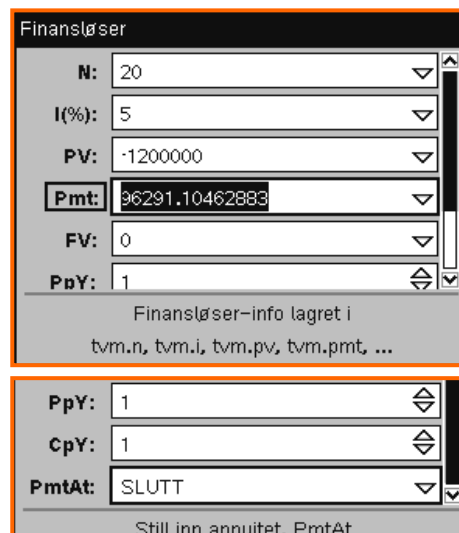 Finansløser
N: 20
I(%): 5
PV: -1200000
Pmt: 96291.10462883
FV: 0
PpY: 1
Finansløser-info lagret i
tvm.n, tvm.i, tvm.pv, tvm.pmt, ...
PpY: 1
CpY: 1
PmtAt: SLUTT
Still inn annuitet, PmtAt